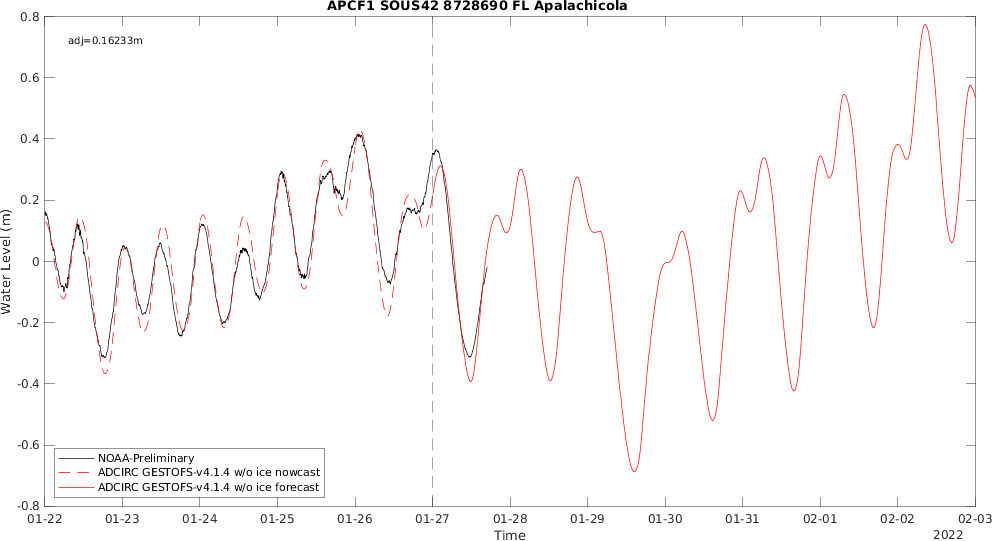 APCF1 SOUS42 8728690 FL Apalachicola
adj=0.16233m
0.8
0.6
0.4
0.2
0
-0.2
-0.4
-0.6
-0.8
Water Level (m)
NOAA-Preliminary
ADCIRC GESTOFS-v4.1.4 w/o ice nowcast
ADCIRC GESTOFS-v4.1.4 w/o ice forecast
01-22 01-23 01-24 01-25 01-26 01-27 01-28 01-29 01-30 01-31 02-01 02-02 02-03
Time
2022